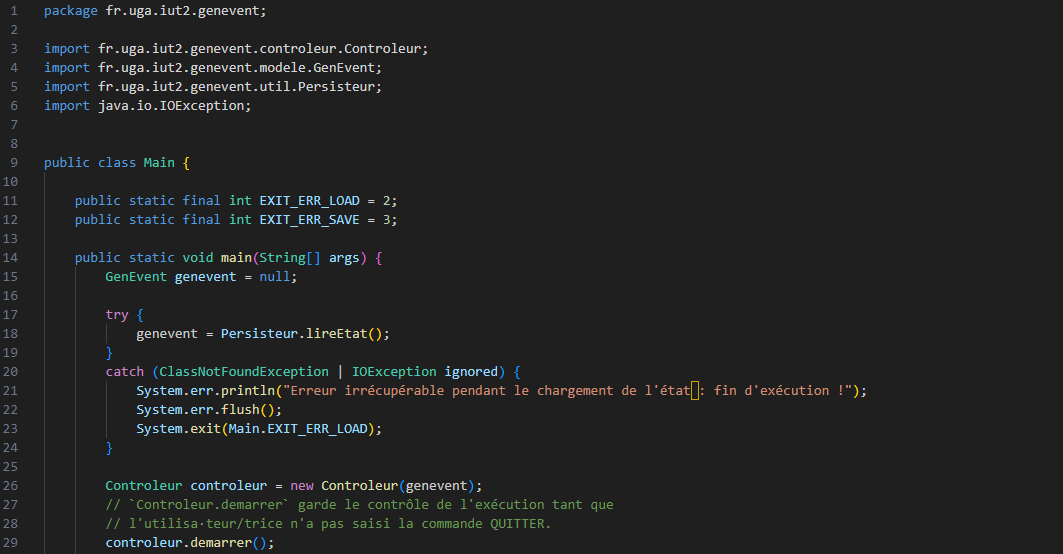 1 package fr.uga.iut2.genevent;
2
3 import fr.uga.iut2.genevent.controleur.Controleur;
4 import fr.uga.iut2.genevent.modele.GenEvent;
5 import fr.uga.iut2.genevent.util.Persisteur;
6 import java.io.IOException;
7
8
9 public class Main {
10
11     public static final int EXIT_ERR_LOAD = 2;
12     public static final int EXIT_ERR_SAVE = 3;
13
14     public static void main(String[] args) {
15         GenEvent genevent = null;
16
17         try {
18             genevent = Persisteur.lireEtat();
19         }
20         catch (ClassNotFoundException | IOException ignored) {
21             System.err.println("Erreur irrécupérable pendant le chargement de l'état : fin d'exécution !");
22             System.err.flush();
23             System.exit(Main.EXIT_ERR_LOAD);
24         }
25
26         Controleur controleur = new Controleur(genevent);
27         // `Controleur.demarrer` garde le contrôle de l'exécution tant que
28         // l'utilisa·teur/trice n'a pas saisi la commande QUITTER.
29         controleur.demarrer();